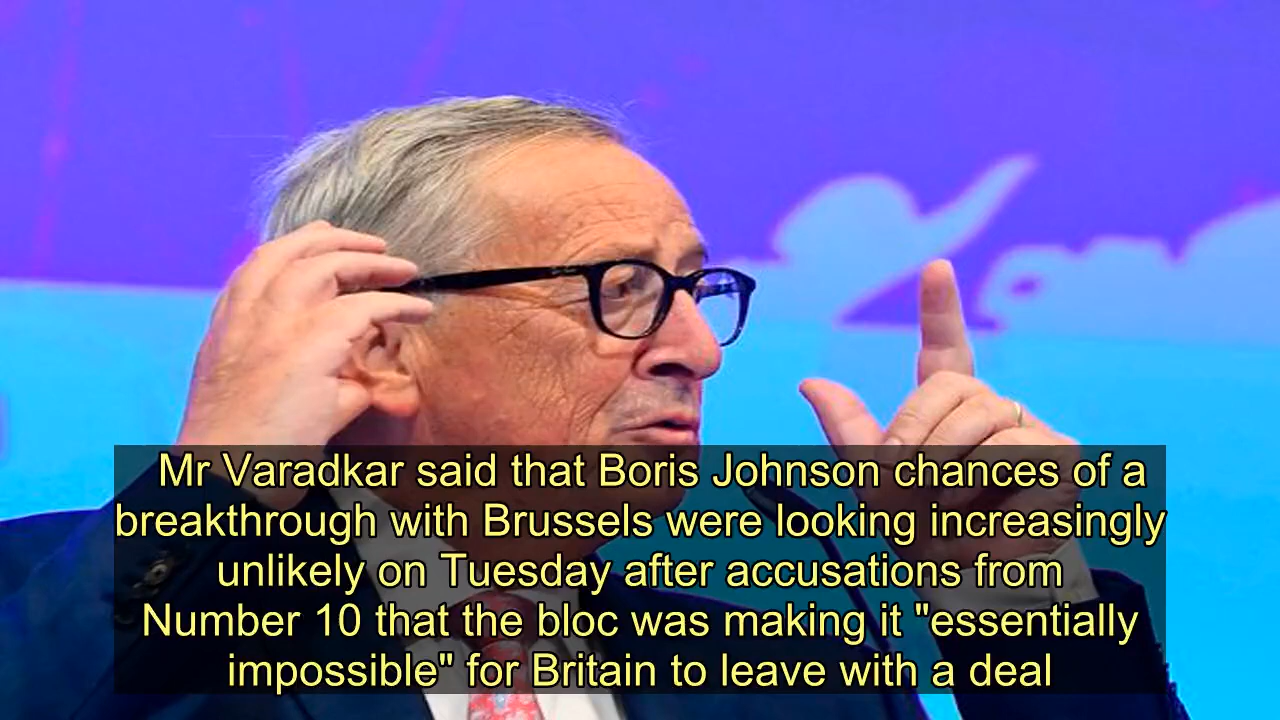 Mr Varadkar said that Boris Johnson chances of a
breakthrough with Brussels were looking increasingly
unlikely on Tuesday after accusations from
Number 10 that the bloc was making it "essentially
impossible" for Britain to leave with a deal